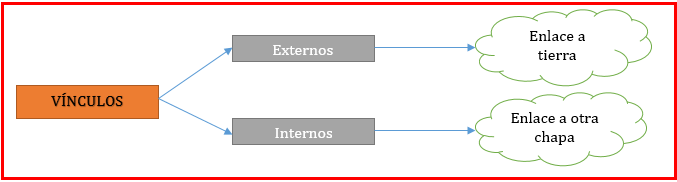 VÍNCULOS
Externos
Enlace a
tierra
Internos
Enlace a otra
chapa